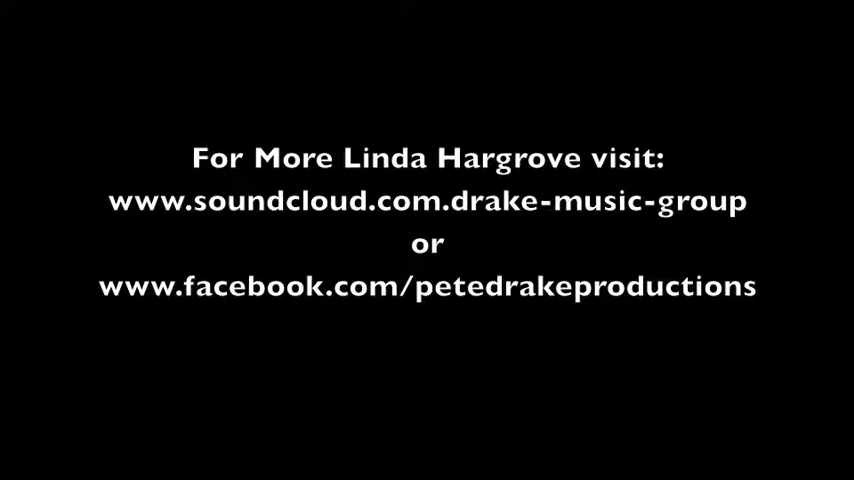 For More Linda Hargrove visit:
www.soundcloud.com.drake-music-group
or
www.facebook.com/petedrakeproductions